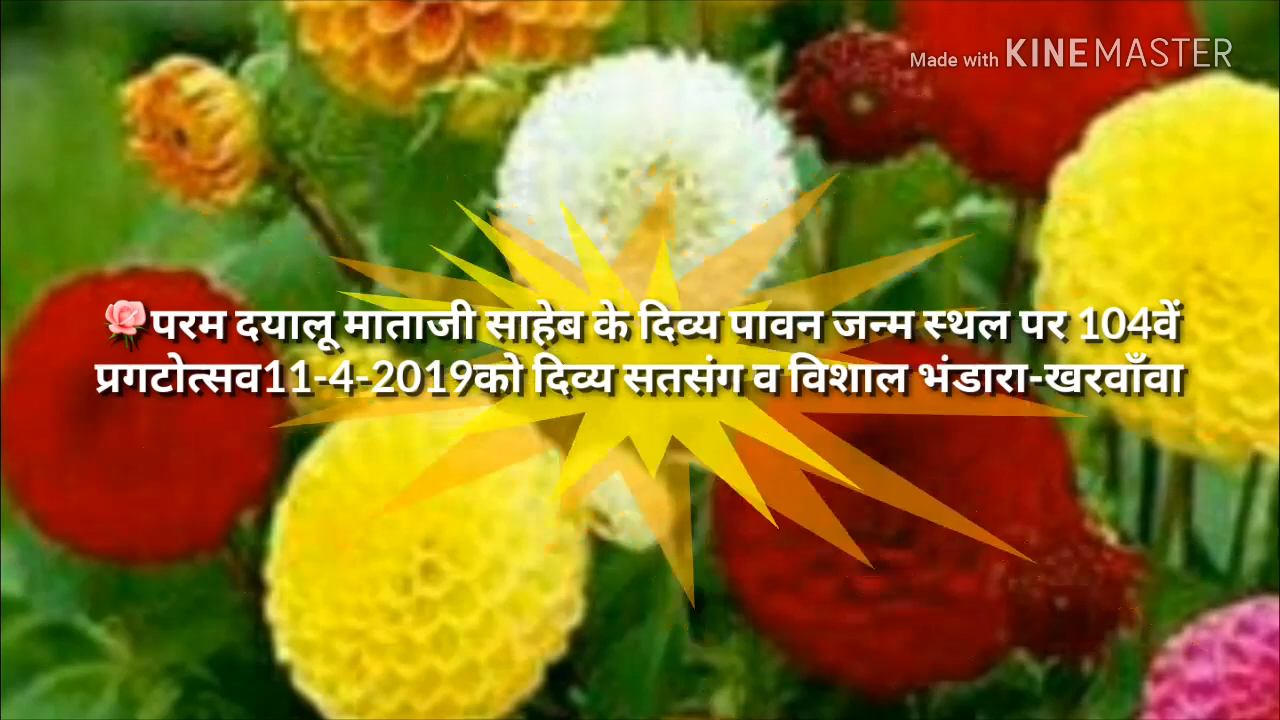 Made with KINEMASTER
🌹परम दयालू माताजी साहेब के दिव्य पावन जन्म स्थल पर 104वें
प्रगटोत्सव11-4-2019को दिव्य सतसंग व विशाल भंडारा-खरवाँवा